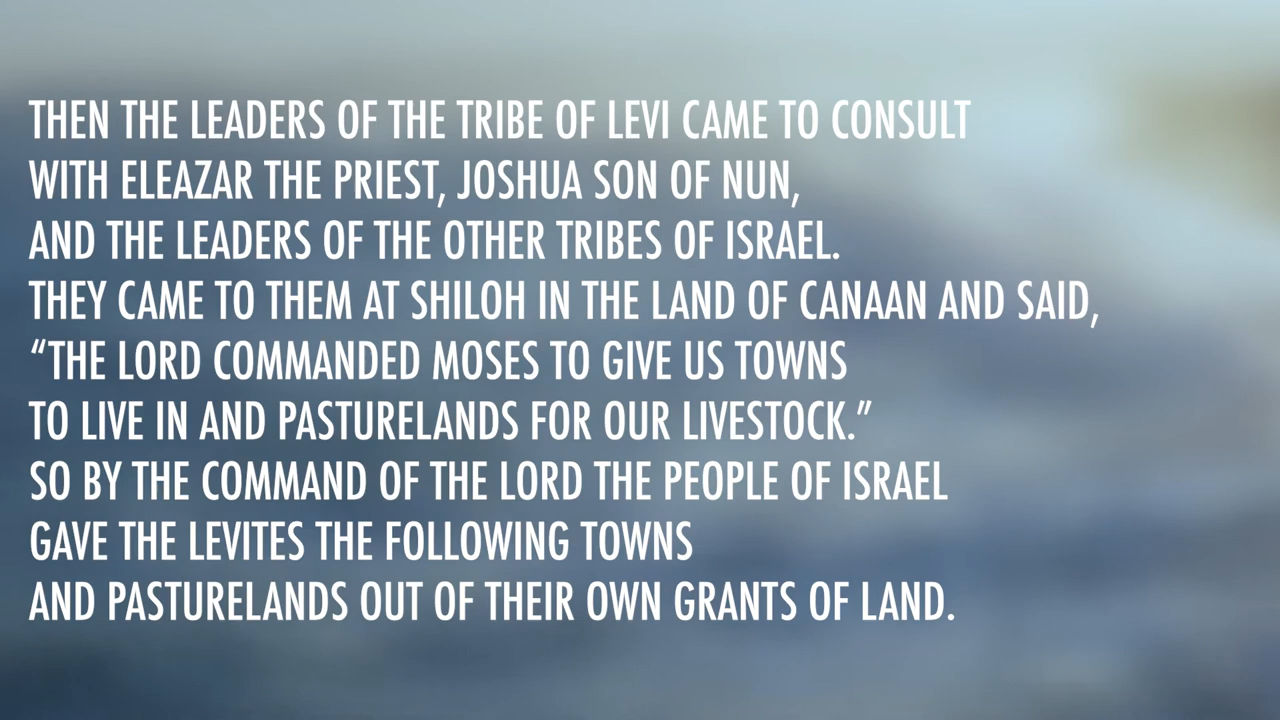 THEN THE LEADERS OF THE TRIBE OF LEVI CAME TO CONSULT
WITH ELEAZAR THE PRIEST, JOSHUA SON OF NUN,
AND THE LEADERS OF THE OTHER TRIBES OF ISRAEL.
THEY CAME TO THEM AT SHILOH IN THE LAND OF CANAAN AND SAID,
“THE LORD COMMANDED MOSES TO GIVE US TOWNS
TO LIVE IN AND PASTURELANDS FOR OUR LIVESTOCK.”
SO BY THE COMMAND OF THE LORD THE PEOPLE OF ISRAEL
GAVE THE LEVITES THE FOLLOWING TOWNS
AND PASTURELANDS OUT OF THEIR OWN GRANTS OF LAND.